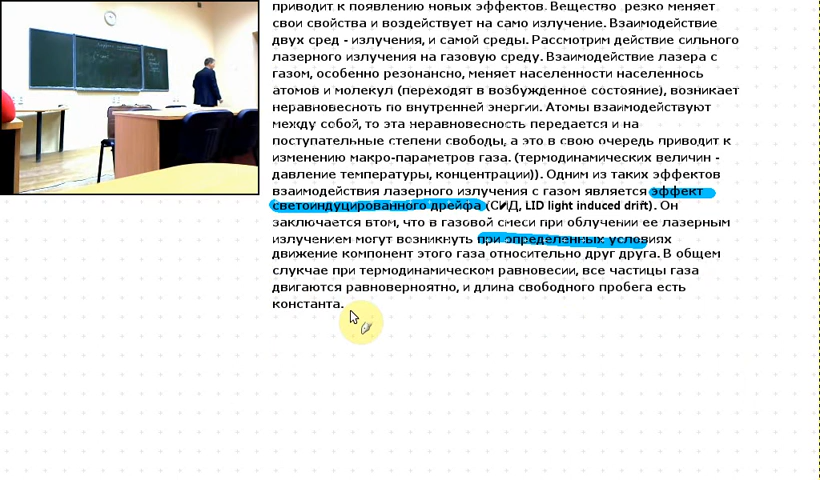 приводит к появлению новых эффектов. Вещество резко меняет
свои свойства и воздействует на само излучение. Взаимодействие
двух сред - излучения, и самой среды. Рассмотрим действие сильного
лазерного излучения на газовую среду. Взаимодействие лазера с
газом, особенно резонансно, меняет населенности населеннось
атомов и молекул (переходят в возбужденное состояние), возникает
неравновесноть по внутренней энергии. Атомы взаимодействуют
между собой, то эта неравновесность передается и на
поступательные степени свободы, а это в свою очередь приводит к
изменению макро-параметров газа. (термодинамических величин -
давление температуры, концентрации)). Одним из таких эффектов
взаимодействия лазерного излучения с газом является эффект
светоиндуцированного дрейфа (СИД, LID light induced drift). Он
заключается втом, что в газовой смеси при облучении ее лазерным
излучением могут возникнуть при определенных условиях
движение компонент этого газа относительно друг друга. В общем
слукчае при термодинамическом равновесии, все частицы газа
двигаются равноверноятно, и длина свободного пробега есть
константа.